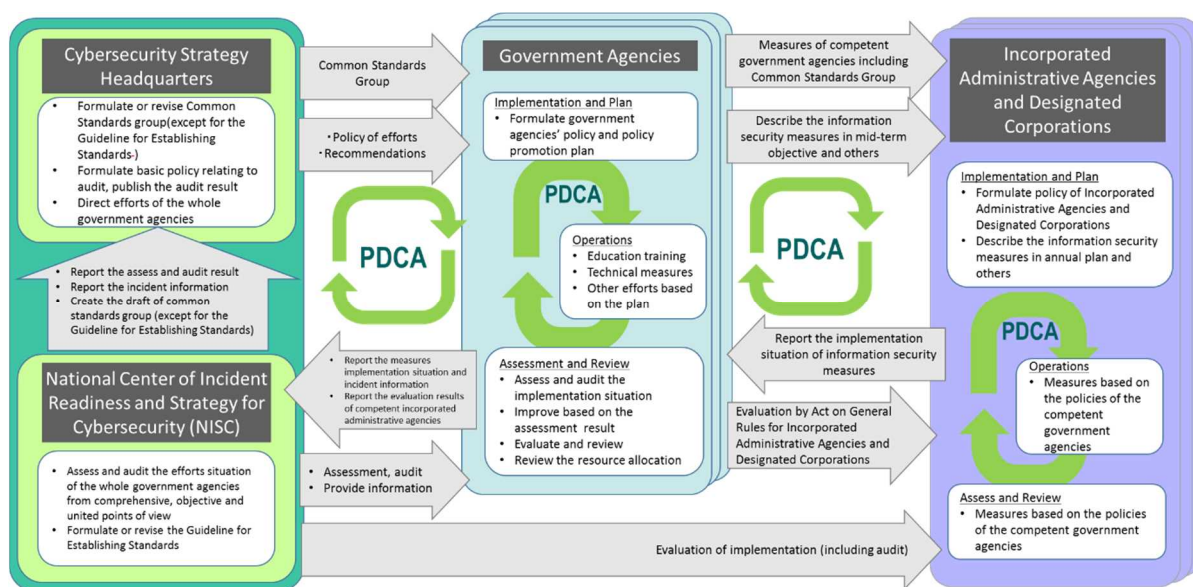 Cybersecurity Strategy
Headquarters
• Formulate or revise Common
Standards group(except for the
Guideline for Establishing
Standards-)
• Formulate basic policy relating to
audit, publish the audit result
• Direct efforts of the whole
government agencies
• Report the assess and audit result
• Report the incident information
• Create the draft of common
standards group (except for the
Guideline for Establishing Standards)
National Center of Incident
Readiness and Strategy for
Cybersecurity (NISC)
• Assess and audit the efforts situation
of the whole government agencies
from comprehensive, objective and
united points of view
• Formulate or revise the Guideline for
Establishing Standards
Common Standards
Group
・Policy of efforts
・Recommendations
PDCA
• Report the measures
implementation situation and
incident information
• Report the evaluation results
of competent incorporated
administrative agencies
• Assessment, audit
• Provide information
Government Agencies
Implementation and Plan
• Formulate government
agencies' policy and policy
promotion plan
PDCA
Operations
• Education training
• Technical measures
• Other efforts based
on the plan
Assessment and Review
• Assess and audit the
implementation situation
• Improve based on the
assessment result
• Evaluate and review
• Review the resource allocation
Measures of competent
government agencies including
Common Standards Group
Describe the information
security measures in mid-term
objective and others
PDCA
Report the implementation
situation of information security
measures
Evaluation by Act on General
Rules for Incorporated
Administrative Agencies and
Designated Corporations
Evaluation of implementation (including audit)
Incorporated
Administrative Agencies
and Designated
Corporations
Implementation and Plan
• Formulate policy of Incorporated
Administrative Agencies and
Designated Corporations
• Describe the information security
measures in annual plan and
others
PDCA
Operations
• Measures based on
the policies of the
competent
government
agencies
Assess and Review
• Measures based on the policies
of the competent government
agencies